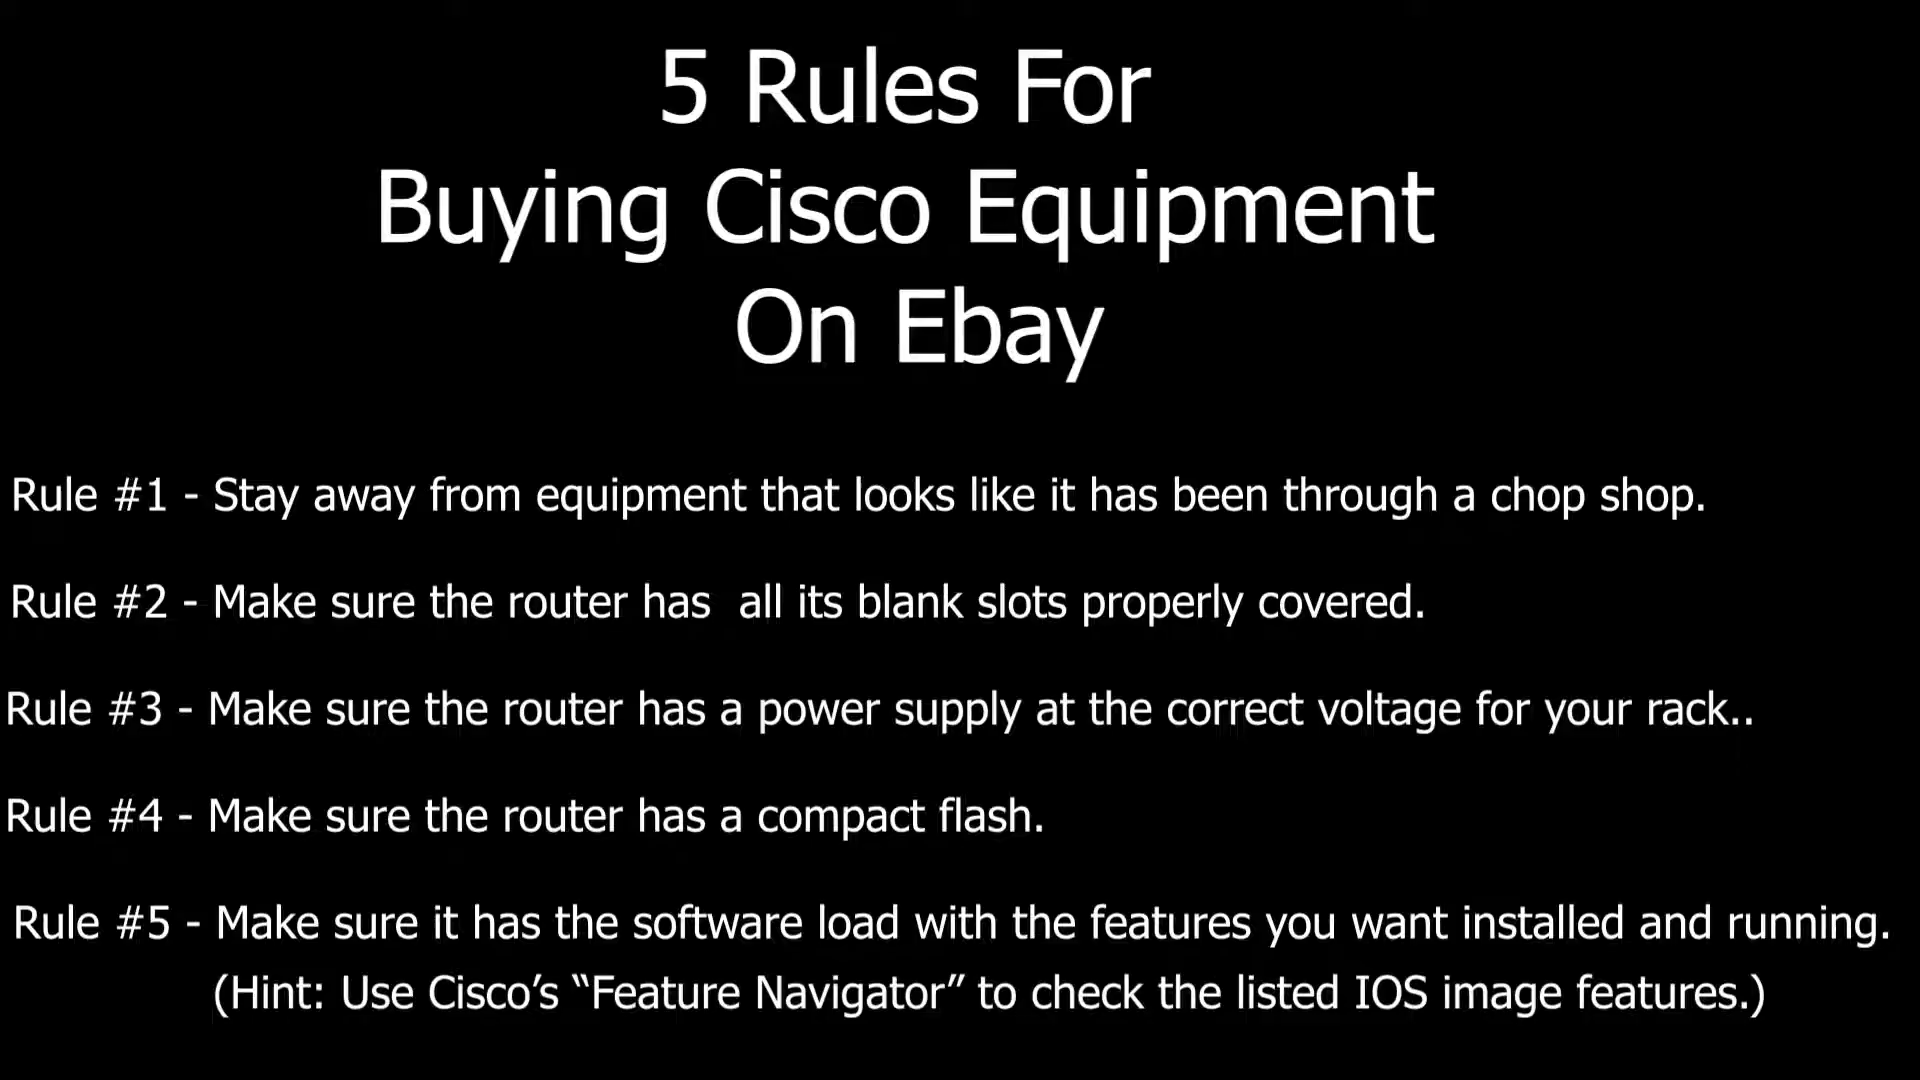 5 Rules For
Buying Cisco Equipment
On Ebay
Rule #1 - Stay away from equipment that looks like it has been through a chop shop.
Rule #2 - Make sure the router has  all its blank slots properly covered.
Rule #3 - Make sure the router has a power supply at the correct voltage for your rack..
Rule #4 - Make sure the router has a compact flash.
Rule #5 - Make sure it has the software load with the features you want installed and running.
(Hint: Use Cisco’s “Feature Navigator” to check the listed IOS image features.)